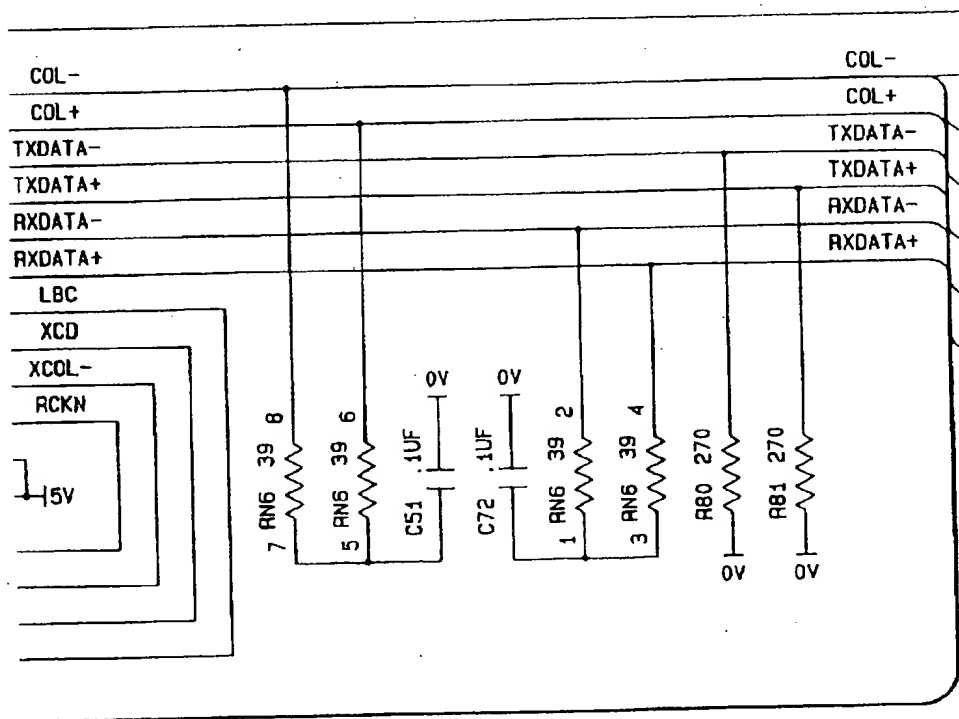 COL-
COL+
TXDATA-
TXDATA+
RXDATA-
RXDATA+
LBC
XCD
XCOL-
RCKN
5V
COL-
COL+
TXDATA-
TXDATA+
RXDATA-
RXDATA+
RN6 39
8
7
RN6 39
6
5
C51 .1UF
0V
C72 .1UF
0V
RN6 39
2
1
RN6 39
4
3
R80 270
0V
R81 270
0V